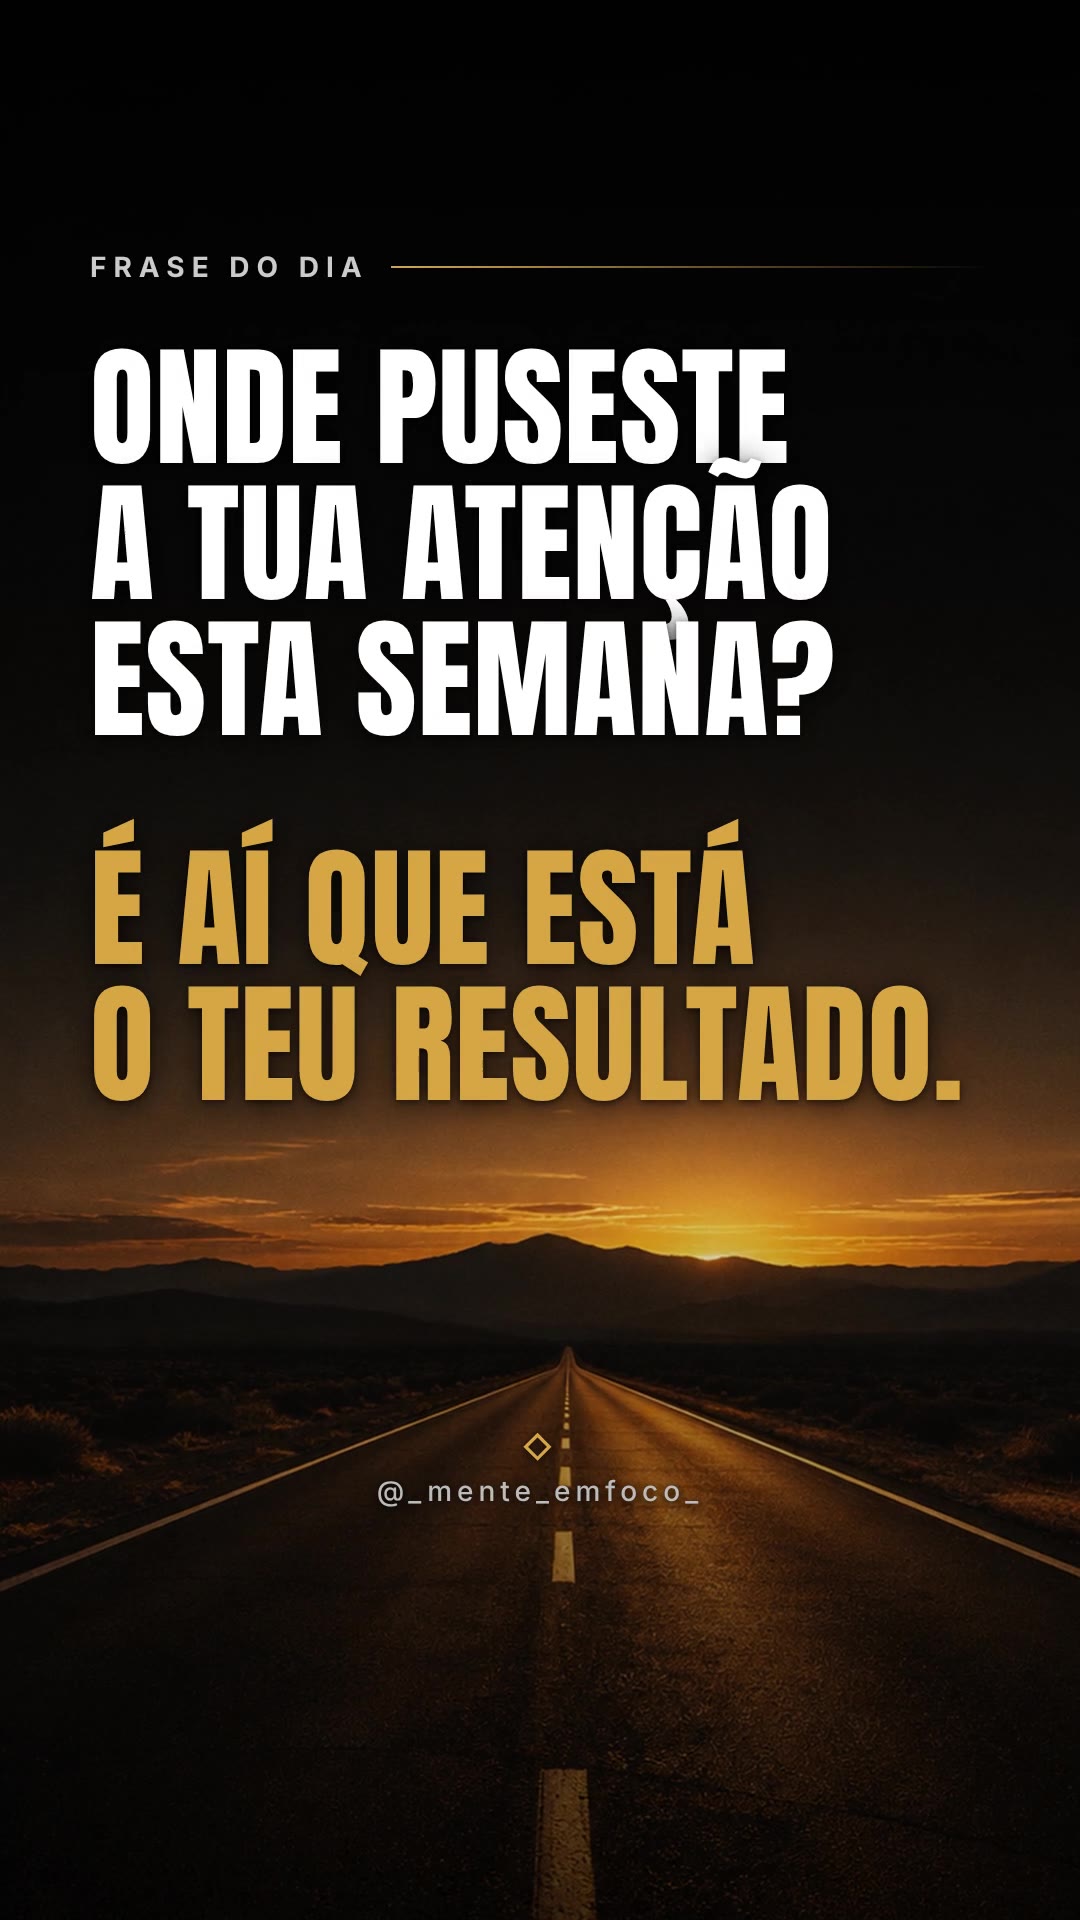 FRASE DO DIA
ONDE PUSESTE
A TUA ATENÇÃO
ESTA SEMANA?
É AÍ QUE ESTÁ
O TEU RESULTADO.
@_mente_emfoco_